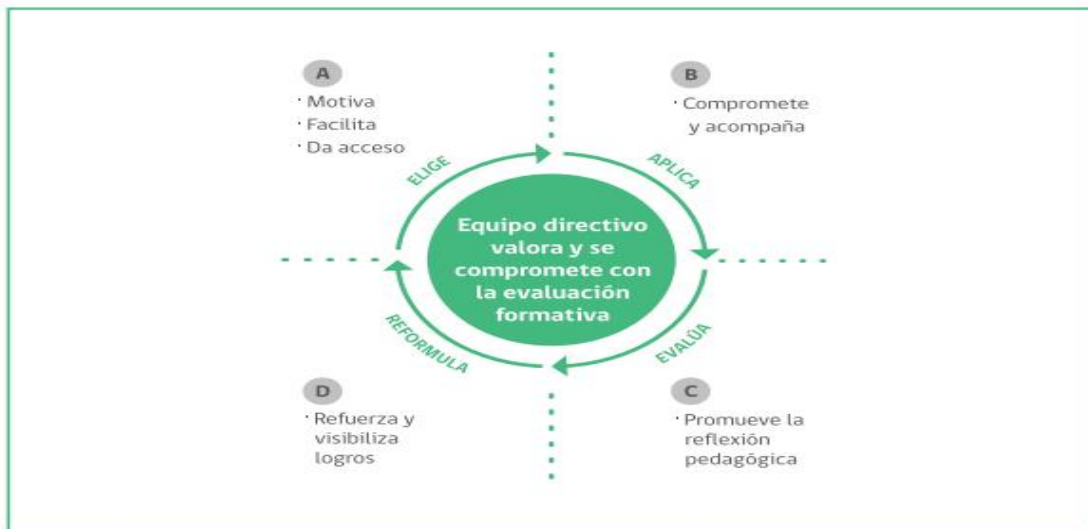 A
· Motiva
· Facilita
· Da acceso
B
· Compromete
y acompaña
ELIGE
APLICA
Equipo directivo
valora y se
compromete con
la evaluación
formativa
REFORMULA
EVALÚA
D
· Refuerza y
visibiliza
logros
C
· Promueve la
reflexión
pedagógica